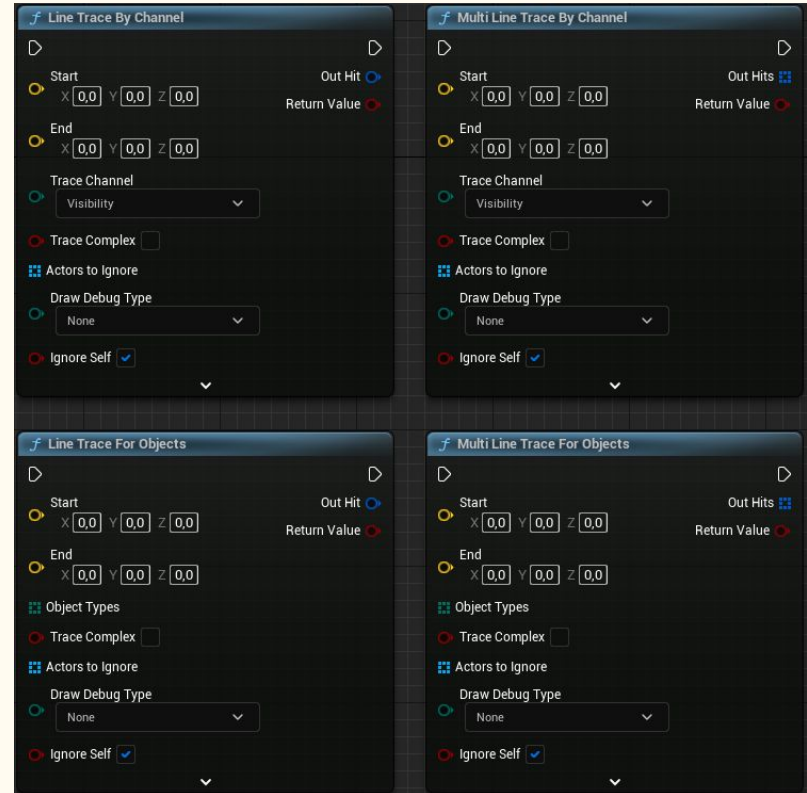 Line Trace By Channel
Start
Out Hit
X 0,0 Y 0,0 Z 0,0
Return Value
End
X 0,0 Y 0,0 Z 0,0
Trace Channel
Visibility
Trace Complex
Actors to Ignore
Draw Debug Type
None
Ignore Self
Multi Line Trace By Channel
Start
Out Hits
X 0,0 Y 0,0 Z 0,0
Return Value
End
X 0,0 Y 0,0 Z 0,0
Trace Channel
Visibility
Trace Complex
Actors to Ignore
Draw Debug Type
None
Ignore Self
Line Trace For Objects
Start
Out Hit
X 0,0 Y 0,0 Z 0,0
Return Value
End
X 0,0 Y 0,0 Z 0,0
Object Types
Trace Complex
Actors to Ignore
Draw Debug Type
None
Ignore Self
Multi Line Trace For Objects
Start
Out Hits
X 0,0 Y 0,0 Z 0,0
Return Value
End
X 0,0 Y 0,0 Z 0,0
Object Types
Trace Complex
Actors to Ignore
Draw Debug Type
None
Ignore Self